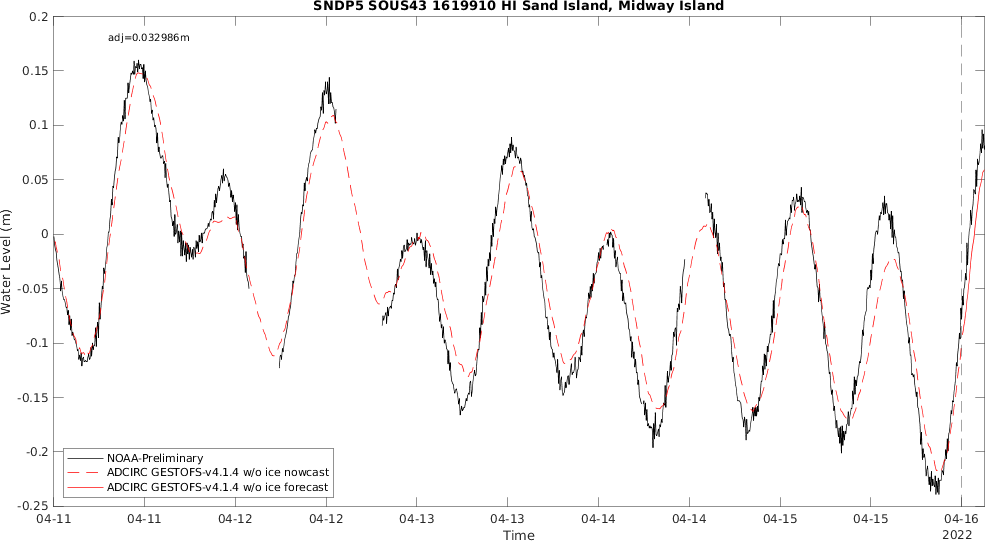 SNDP5 SOUS43 1619910 HI Sand Island, Midway Island
adj=0.032986m
0.2
0.15
0.1
0.05
0
-0.05
-0.1
-0.15
-0.2
-0.25
Water Level (m)
NOAA-Preliminary
ADCIRC GESTOFS-v4.1.4 w/o ice nowcast
ADCIRC GESTOFS-v4.1.4 w/o ice forecast
04-11 04-11 04-12 04-12 04-13 04-13 04-14 04-14 04-15 04-15 04-16
2022
Time